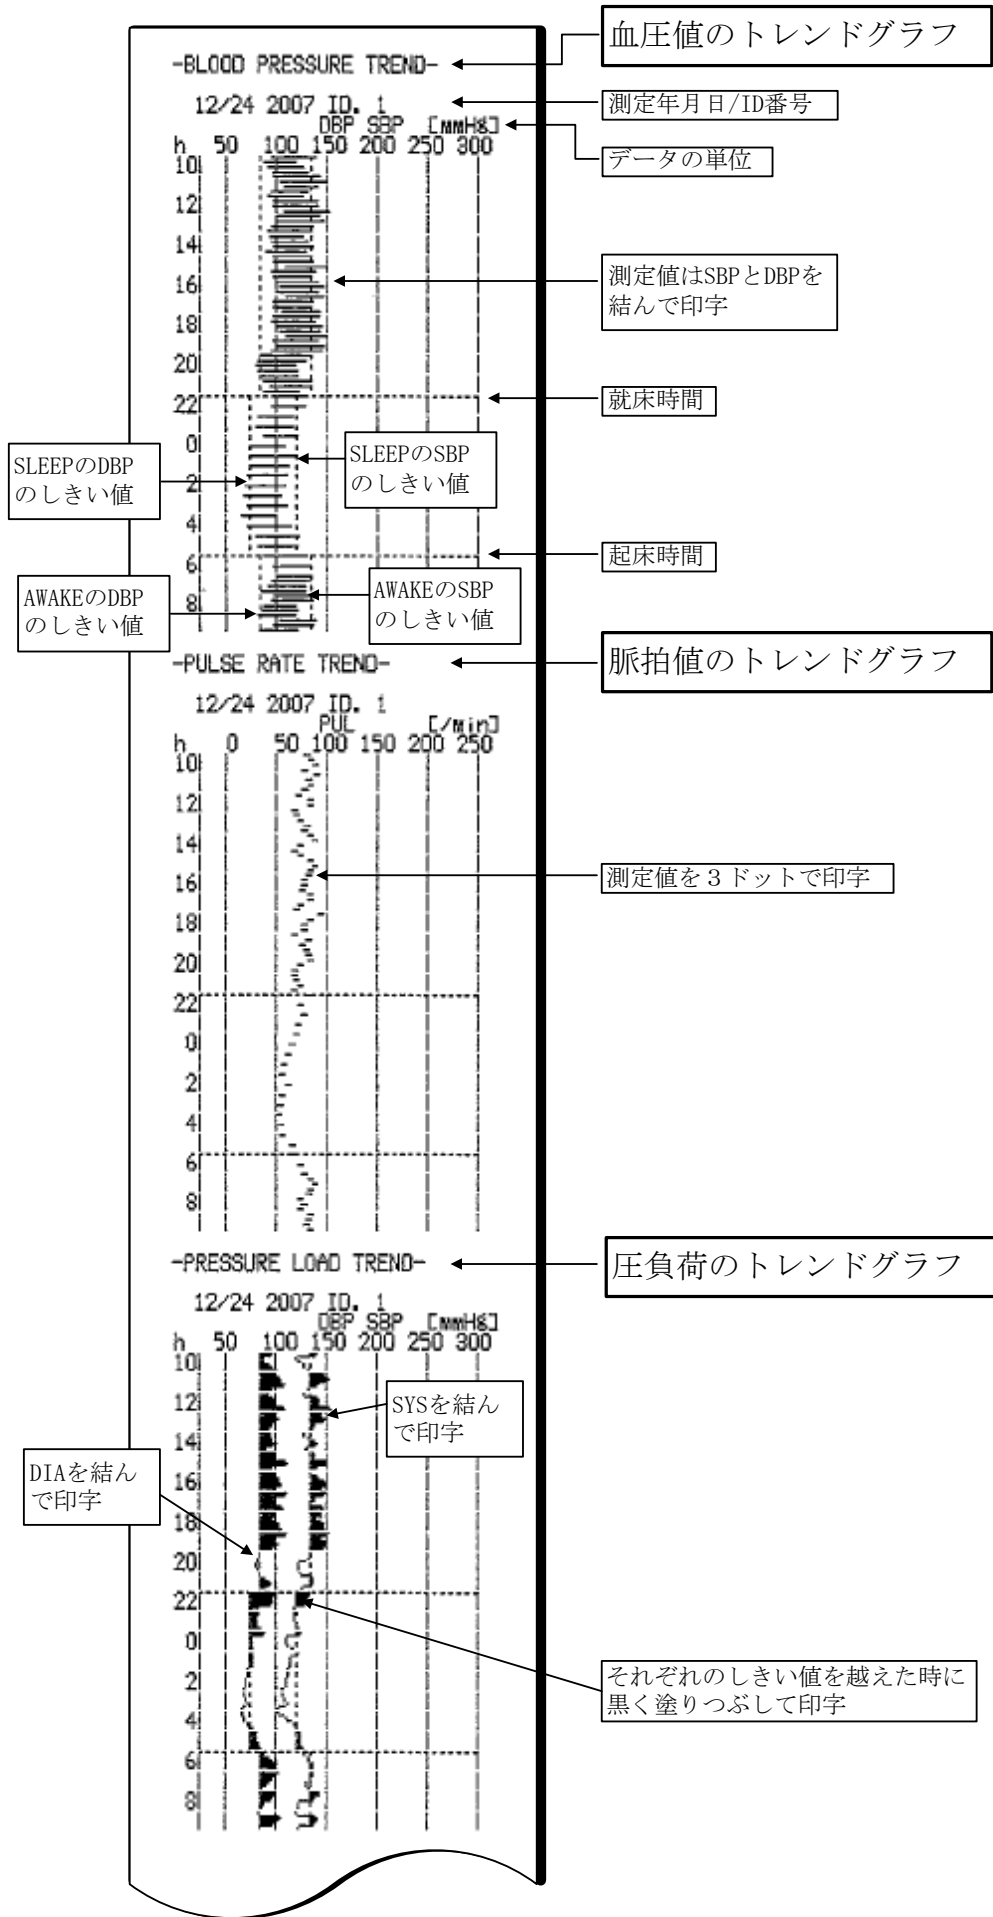 血圧値のトレンドグラフ
-BLOOD PRESSURE TREND-
12/24 2007 ID. 1
測定年月日/ID番号
DBP SBP [mmHg]
h 50 100 150 200 250 300
データの単位
10
12
14
16
18
20
22
0
2
4
6
8
測定値はSBPとDBPを
結んで印字
就床時間
SLEEPのDBP
のしきい値
SLEEPのSBP
のしきい値
起床時間
AWAKEのDBP
のしきい値
AWAKEのSBP
のしきい値
-PULSE RATE TREND-
脈拍値のトレンドグラフ
12/24 2007 ID. 1
PUL [/min]
h 0 50 100 150 200 250
10
12
14
16
18
20
22
0
2
4
6
8
測定値を３ドットで印字
-PRESSURE LOAD TREND-
圧負荷のトレンドグラフ
12/24 2007 ID. 1
DBP SBP [mmHg]
h 50 100 150 200 250 300
10
12
14
16
18
20
22
0
2
4
6
8
SYSを結ん
で印字
DIAを結ん
で印字
それぞれのしきい値を越えた時に
黒く塗りつぶして印字